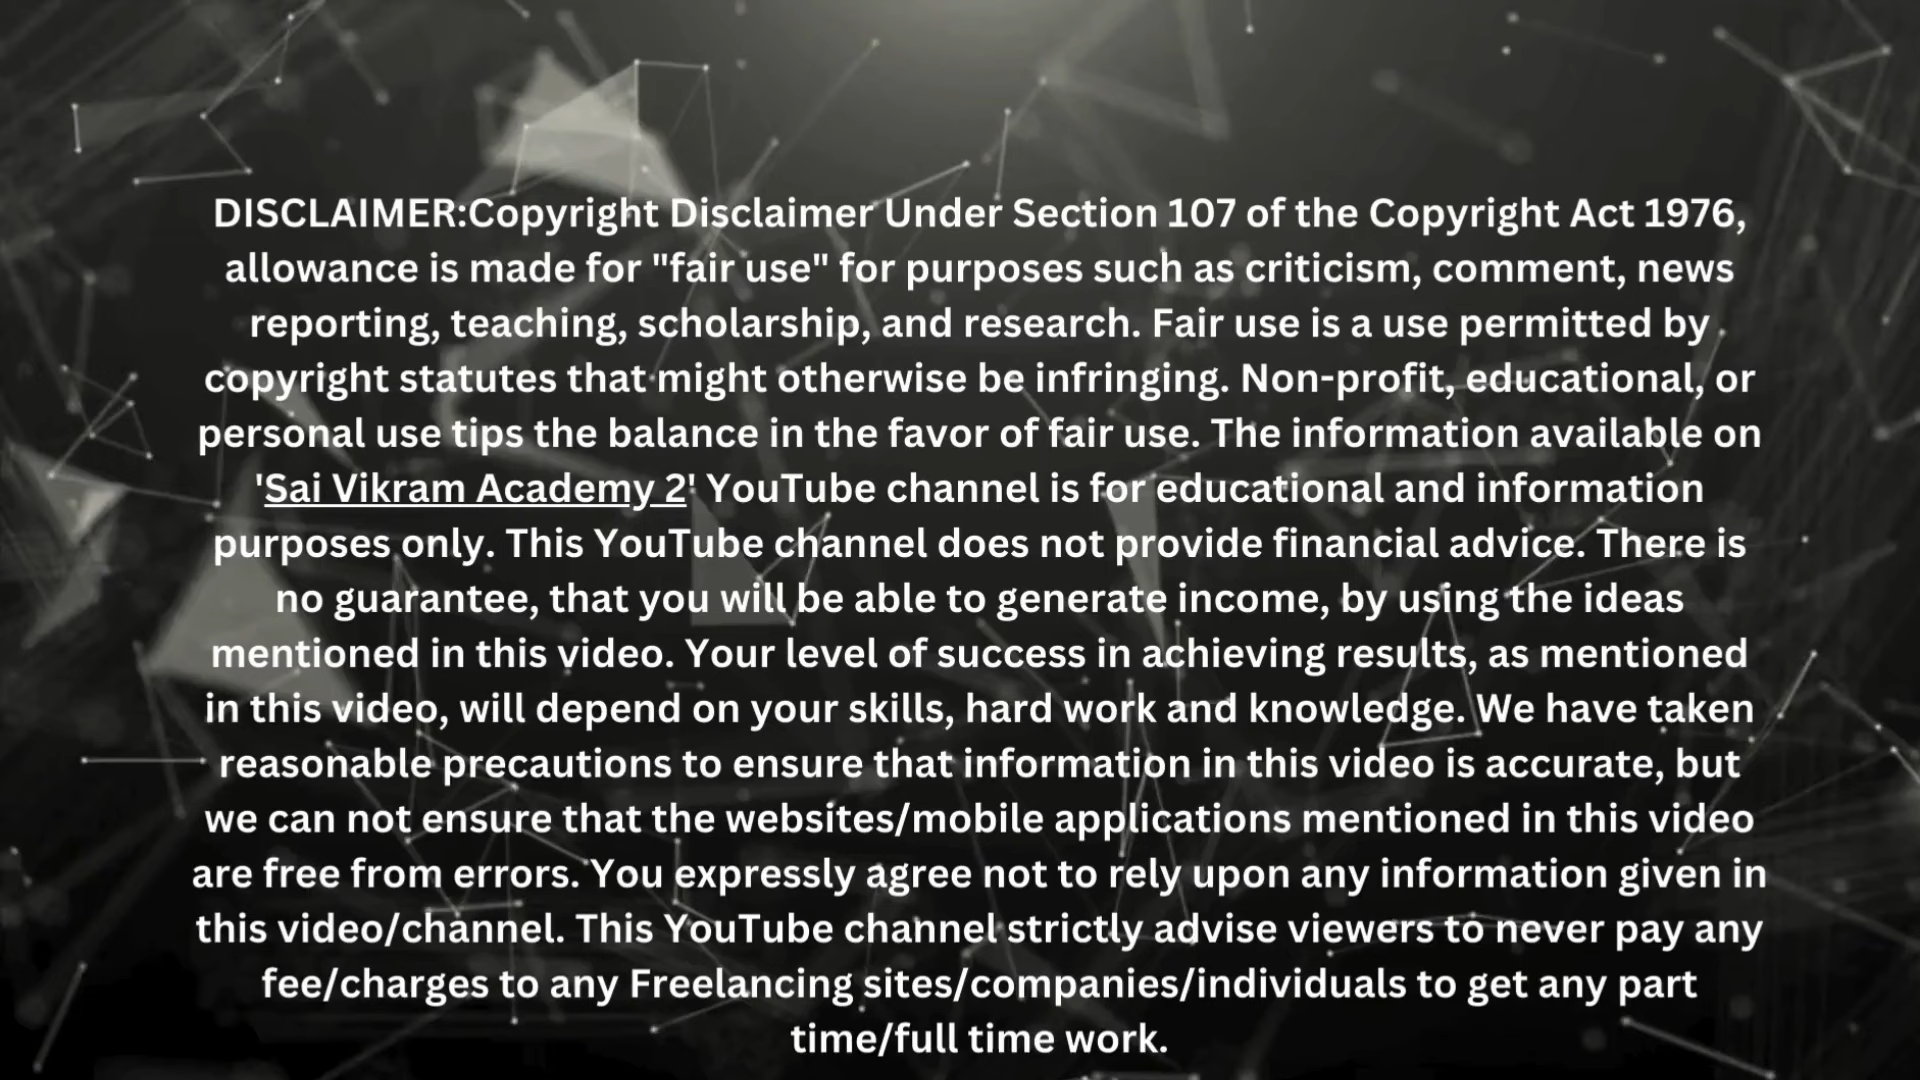 DISCLAIMER:Copyright Disclaimer Under Section 107 of the Copyright Act 1976,
allowance is made for "fair use" for purposes such as criticism, comment, news
reporting, teaching, scholarship, and research. Fair use is a use permitted by
copyright statutes that might otherwise be infringing. Non-profit, educational, or
personal use tips the balance in the favor of fair use. The information available on
'Sai Vikram Academy 2' YouTube channel is for educational and information
purposes only. This YouTube channel does not provide financial advice. There is
no guarantee, that you will be able to generate income, by using the ideas
mentioned in this video. Your level of success in achieving results, as mentioned
in this video, will depend on your skills, hard work and knowledge. We have taken
reasonable precautions to ensure that information in this video is accurate, but
we can not ensure that the websites/mobile applications mentioned in this video
are free from errors. You expressly agree not to rely upon any information given in
this video/channel. This YouTube channel strictly advise viewers to never pay any
fee/charges to any Freelancing sites/companies/individuals to get any part
time/full time work.